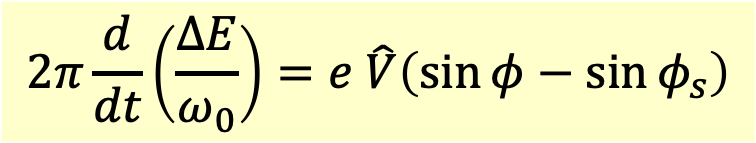 2π d/dt (ΔE/ω₀) = e V̂(sin ϕ − sin ϕₛ)